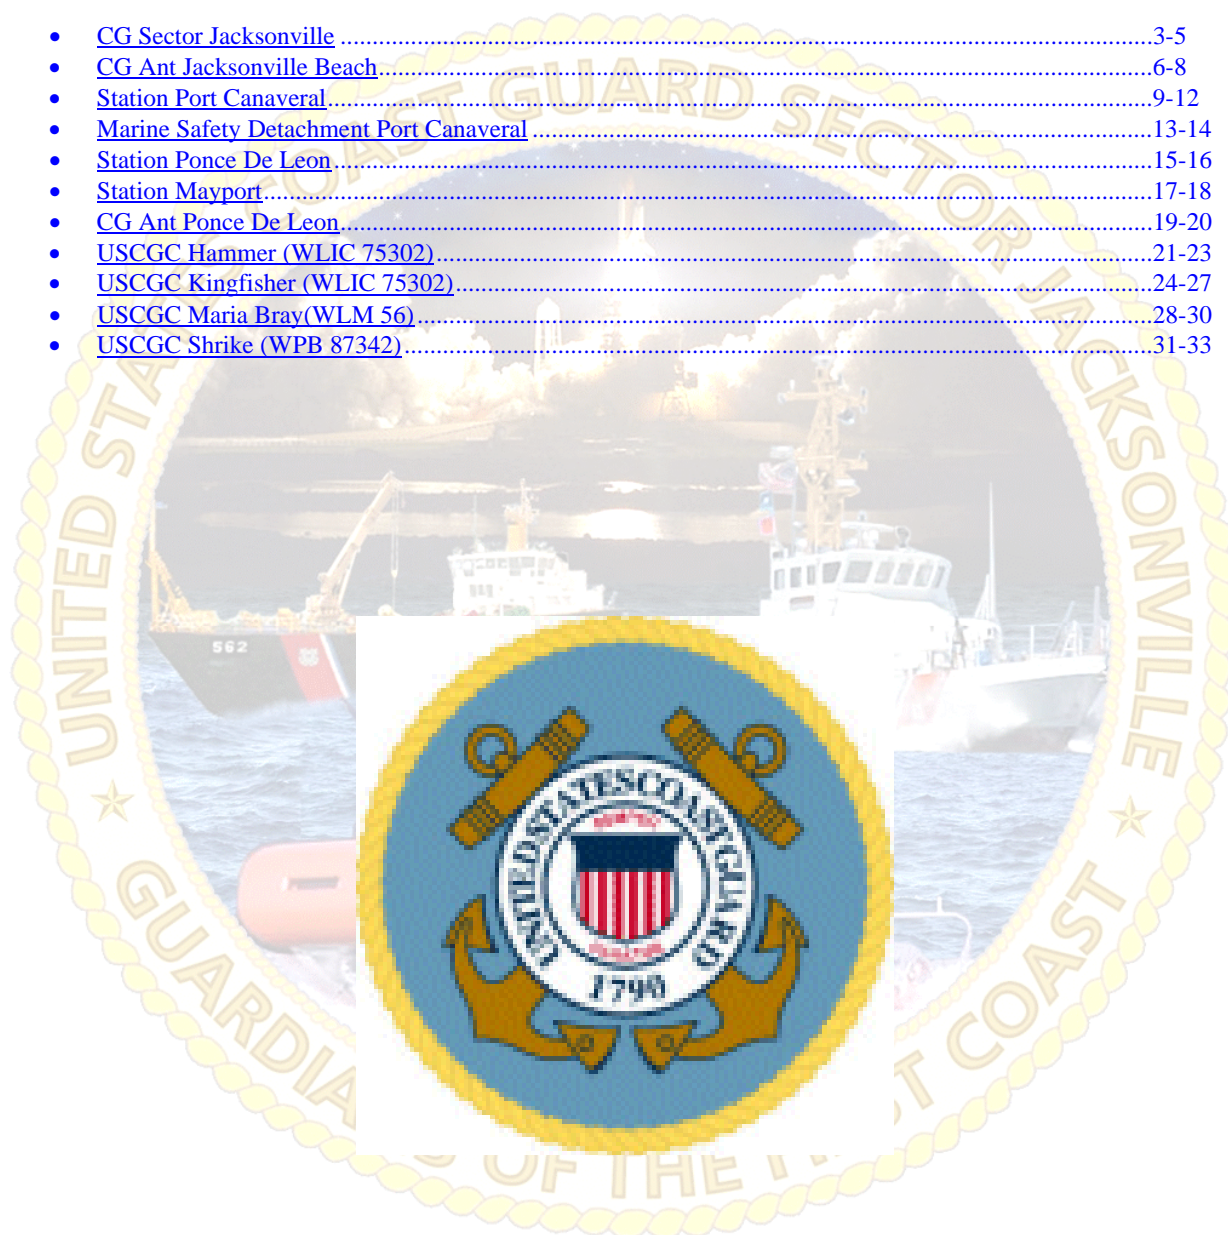 • CG Sector Jacksonville ........ 3-5
• CG Ant Jacksonville Beach ........ 6-8
• Station Port Canaveral ........ 9-12
• Marine Safety Detachment Port Canaveral ........ 13-14
• Station Ponce De Leon ........ 15-16
• Station Mayport ........ 17-18
• CG Ant Ponce De Leon ........ 19-20
• USCGC Hammer (WLIC 75302) ........ 21-23
• USCGC Kingfisher (WLIC 75302) ........ 24-27
• USCGC Maria Bray(WLM 56) ........ 28-30
• USCGC Shrike (WPB 87342) ........ 31-33
UNITED STATES COAST GUARD SECTOR JACKSONVILLE
562
UNITED STATES COAST GUARD
1790
OF THE
COAST